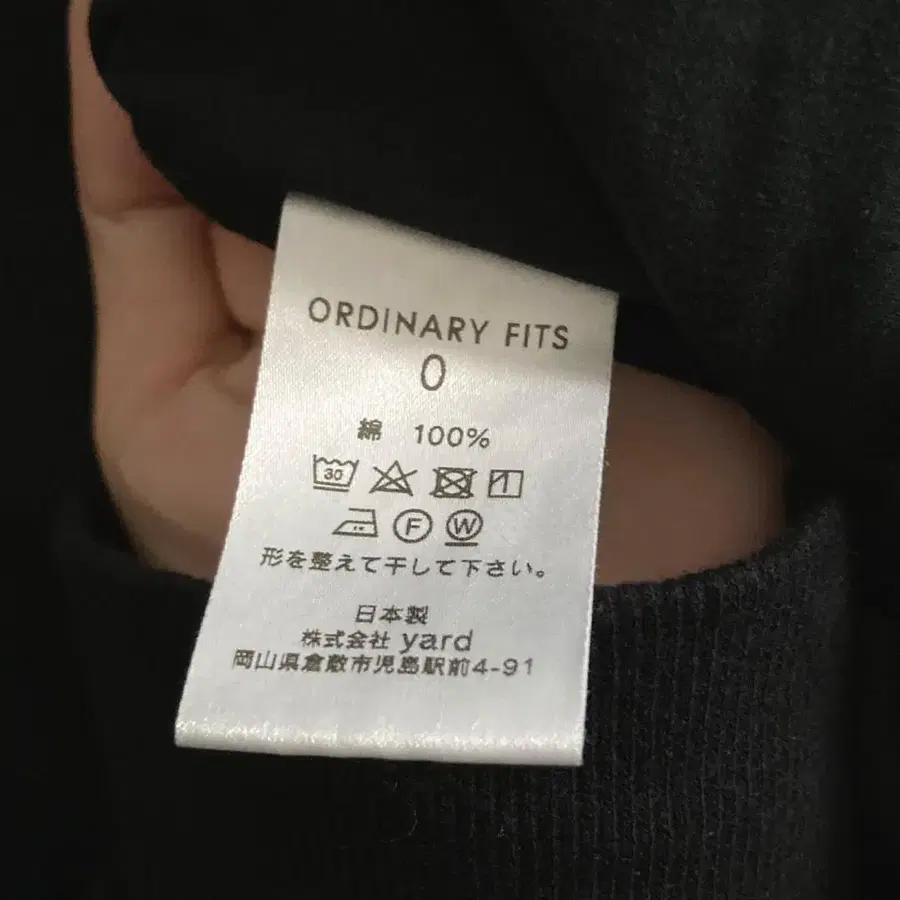 ORDINARY FITS
0
綿 100%
30
F W
形を整えて干して下さい。
日本製
株式会社 yard
岡山県倉敷市児島駅前4-91